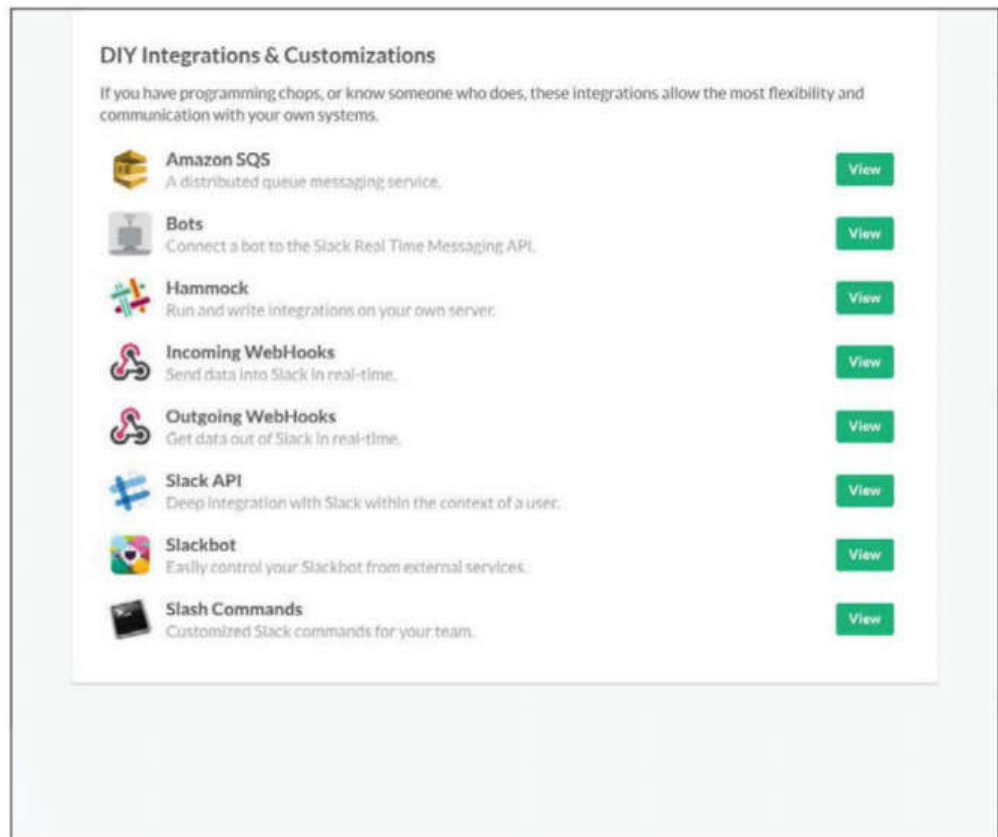 DIY Integrations & Customizations
If you have programming chops, or know someone who does, these integrations allow the most flexibility and
communication with your own systems.
Amazon SQS
A distributed queue messaging service.
View
Bots
Connect a bot to the Slack Real Time Messaging API.
View
Hammock
Run and write integrations on your own server.
View
Incoming WebHooks
Send data into Slack in real-time.
View
Outgoing WebHooks
Get data out of Slack in real-time.
View
Slack API
Deep integration with Slack within the context of a user.
View
Slackbot
Easily control your Slackbot from external services.
View
Slash Commands
Customized Slack commands for your team.
View